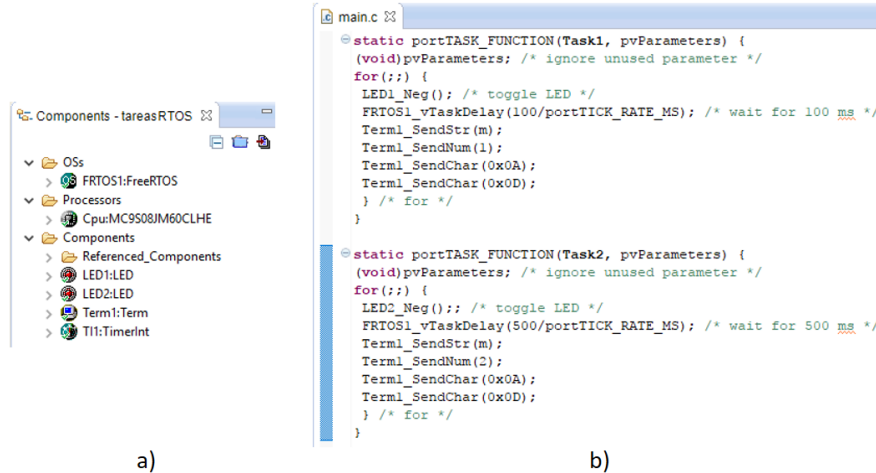 Components - tareasRTOS
OSs
FRTOS1:FreeRTOS
Processors
Cpu:MC9S08JM60CLHE
Components
Referenced_Components
LED1:LED
LED2:LED
Term1:Term
TI1:TimerInt
a)
main.c
static portTASK_FUNCTION(Task1, pvParameters) {
(void)pvParameters; /* ignore unused parameter */
for(;;) {
LED1_Neg(); /* toggle LED */
FRTOS1_vTaskDelay(100/portTICK_RATE_MS); /* wait for 100 ms */
Term1_SendStr(m);
Term1_SendNum(1);
Term1_SendChar(0x0A);
Term1_SendChar(0x0D);
} /* for */
}
static portTASK_FUNCTION(Task2, pvParameters) {
(void)pvParameters; /* ignore unused parameter */
for(;;) {
LED2_Neg();; /* toggle LED */
FRTOS1_vTaskDelay(500/portTICK_RATE_MS); /* wait for 500 ms */
Term1_SendStr(m);
Term1_SendNum(2);
Term1_SendChar(0x0A);
Term1_SendChar(0x0D);
} /* for */
}
b)